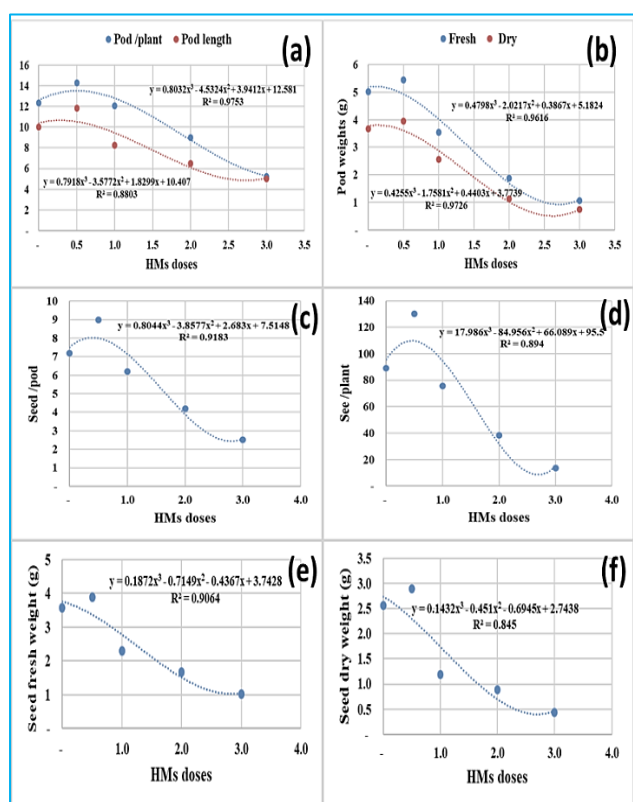 Pod /plant Pod length
(a)
16
14
12
10
8
6
4
2
-
y = 0.8032x³ - 4.5324x² + 3.9412x + 12.581
R² = 0.9753
y = 0.7918x³ - 3.5772x² + 1.8299x + 10.407
R² = 0.8803
- 0.5 1.0 1.5 2.0 2.5 3.0 3.5
HMs doses
Fresh Dry
(b)
Pod weights (g)
6
5
4
3
2
1
-
y = 0.4798x³ - 2.0217x² + 0.3867x + 5.1824
R² = 0.9616
y = 0.4255x³ - 1.7581x² + 0.4403x + 3.7739
R² = 0.9726
- 0.5 1.0 1.5 2.0 2.5 3.0 3.5
HMs doses
(c)
Seed /pod
10
9
8
7
6
5
4
3
2
1
-
y = 0.8044x³ - 3.8577x² + 2.683x + 7.5148
R² = 0.9183
- 1.0 2.0 3.0 4.0
HMs doses
(d)
See /plant
140
120
100
80
60
40
20
-
y = 17.986x³ - 84.956x² + 66.089x + 95.5
R² = 0.894
- 1.0 2.0 3.0 4.0
HMs doses
(e)
Seed fresh weight (g)
5
4
3
2
1
-
y = 0.1872x³ - 0.7149x² - 0.4367x + 3.7428
R² = 0.9064
- 1.0 2.0 3.0 4.0
HMs doses
(f)
Seed dry weight (g)
3.5
3.0
2.5
2.0
1.5
1.0
0.5
-
y = 0.1432x³ - 0.451x² - 0.6945x + 2.7438
R² = 0.845
- 1.0 2.0 3.0 4.0
HMs doses